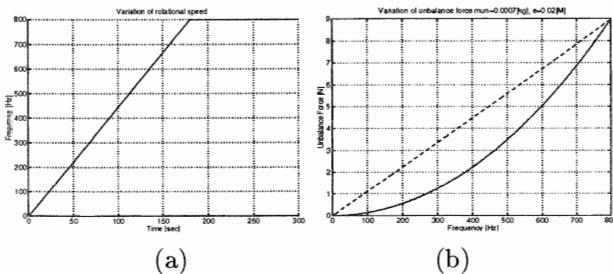 Variation of rotational speed
800
700
600
500
400
300
200
100
0
Frequency [Hz]
0 50 100 150 200 250 300
Time [sec]
(a)
Variation of unbalance force mun=0.0007[kg], e=0.02[M]
9
8
7
6
5
4
3
2
1
0
Unbalance Force [N]
0 100 200 300 400 500 600 700 80
Frequency [Hz]
(b)